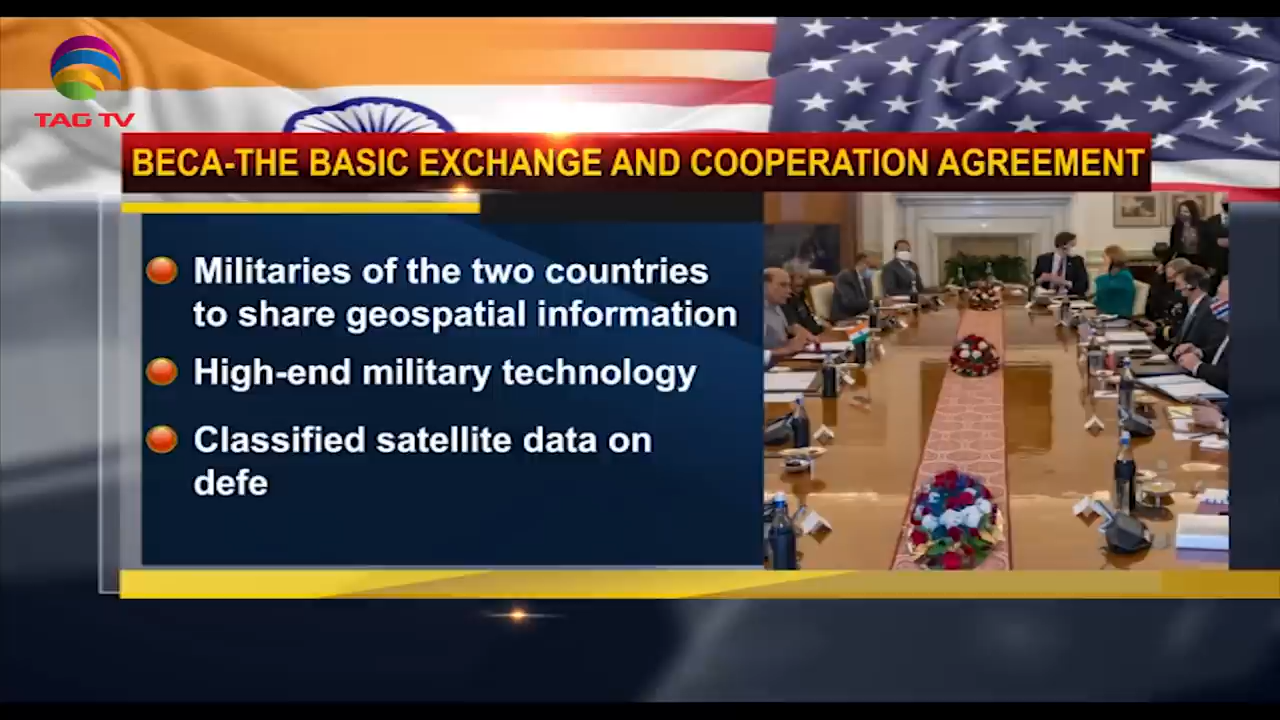 TAG TV
BECA-THE BASIC EXCHANGE AND COOPERATION AGREEMENT
Militaries of the two countries
to share geospatial information
High-end military technology
Classified satellite data on
defe